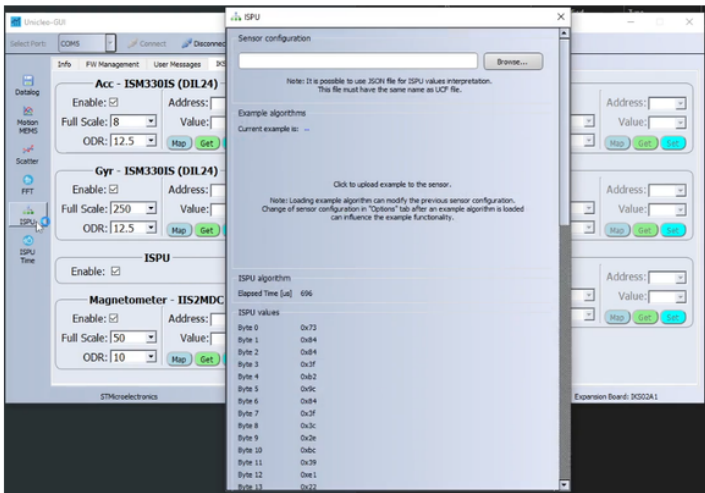 Unicleo-GUI
Select Port: COM5 Connect Disconnec
Info FW Management User Messages
Datalog
Motion MEMS
Scatter
FFT
ISPU
ISPU Time
Acc - ISM330IS (DIL24)
Enable: Address:
Full Scale: 8 Value:
ODR: 12.5 Map Get
Gyr - ISM330IS (DIL24)
Enable: Address:
Full Scale: 250 Value:
ODR: 12.5 Map Get
ISPU
Enable:
Magnetometer - IIS2MDC
Enable: Address:
Full Scale: 50 Value:
ODR: 10 Map Get
STMicroelectronics
ISPU
Sensor configuration
Browse...
Note: It is possible to use JSON file for ISPU values interpretation.
This file must have the same name as UCF file.
Example algorithms
Current example is: --
Click to upload example to the sensor.
Note: Loading example algorithm can modify the previous sensor configuration.
Change of sensor configuration in "Options" tab after an example algorithm is loaded
can influence the example functionality.
ISPU algorithm
Elapsed Time [us] 696
ISPU values
Byte 0 0x73
Byte 1 0x84
Byte 2 0x84
Byte 3 0x3f
Byte 4 0xb2
Byte 5 0x9c
Byte 6 0x84
Byte 7 0x3f
Byte 8 0x3c
Byte 9 0x2e
Byte 10 0xbc
Byte 11 0x39
Byte 12 0xe1
Byte 13 0x22
Address:
Value:
Map Get Set
Address:
Value:
Map Get Set
Address:
Value:
Map Get Set
Expansion Board: IKS02A1